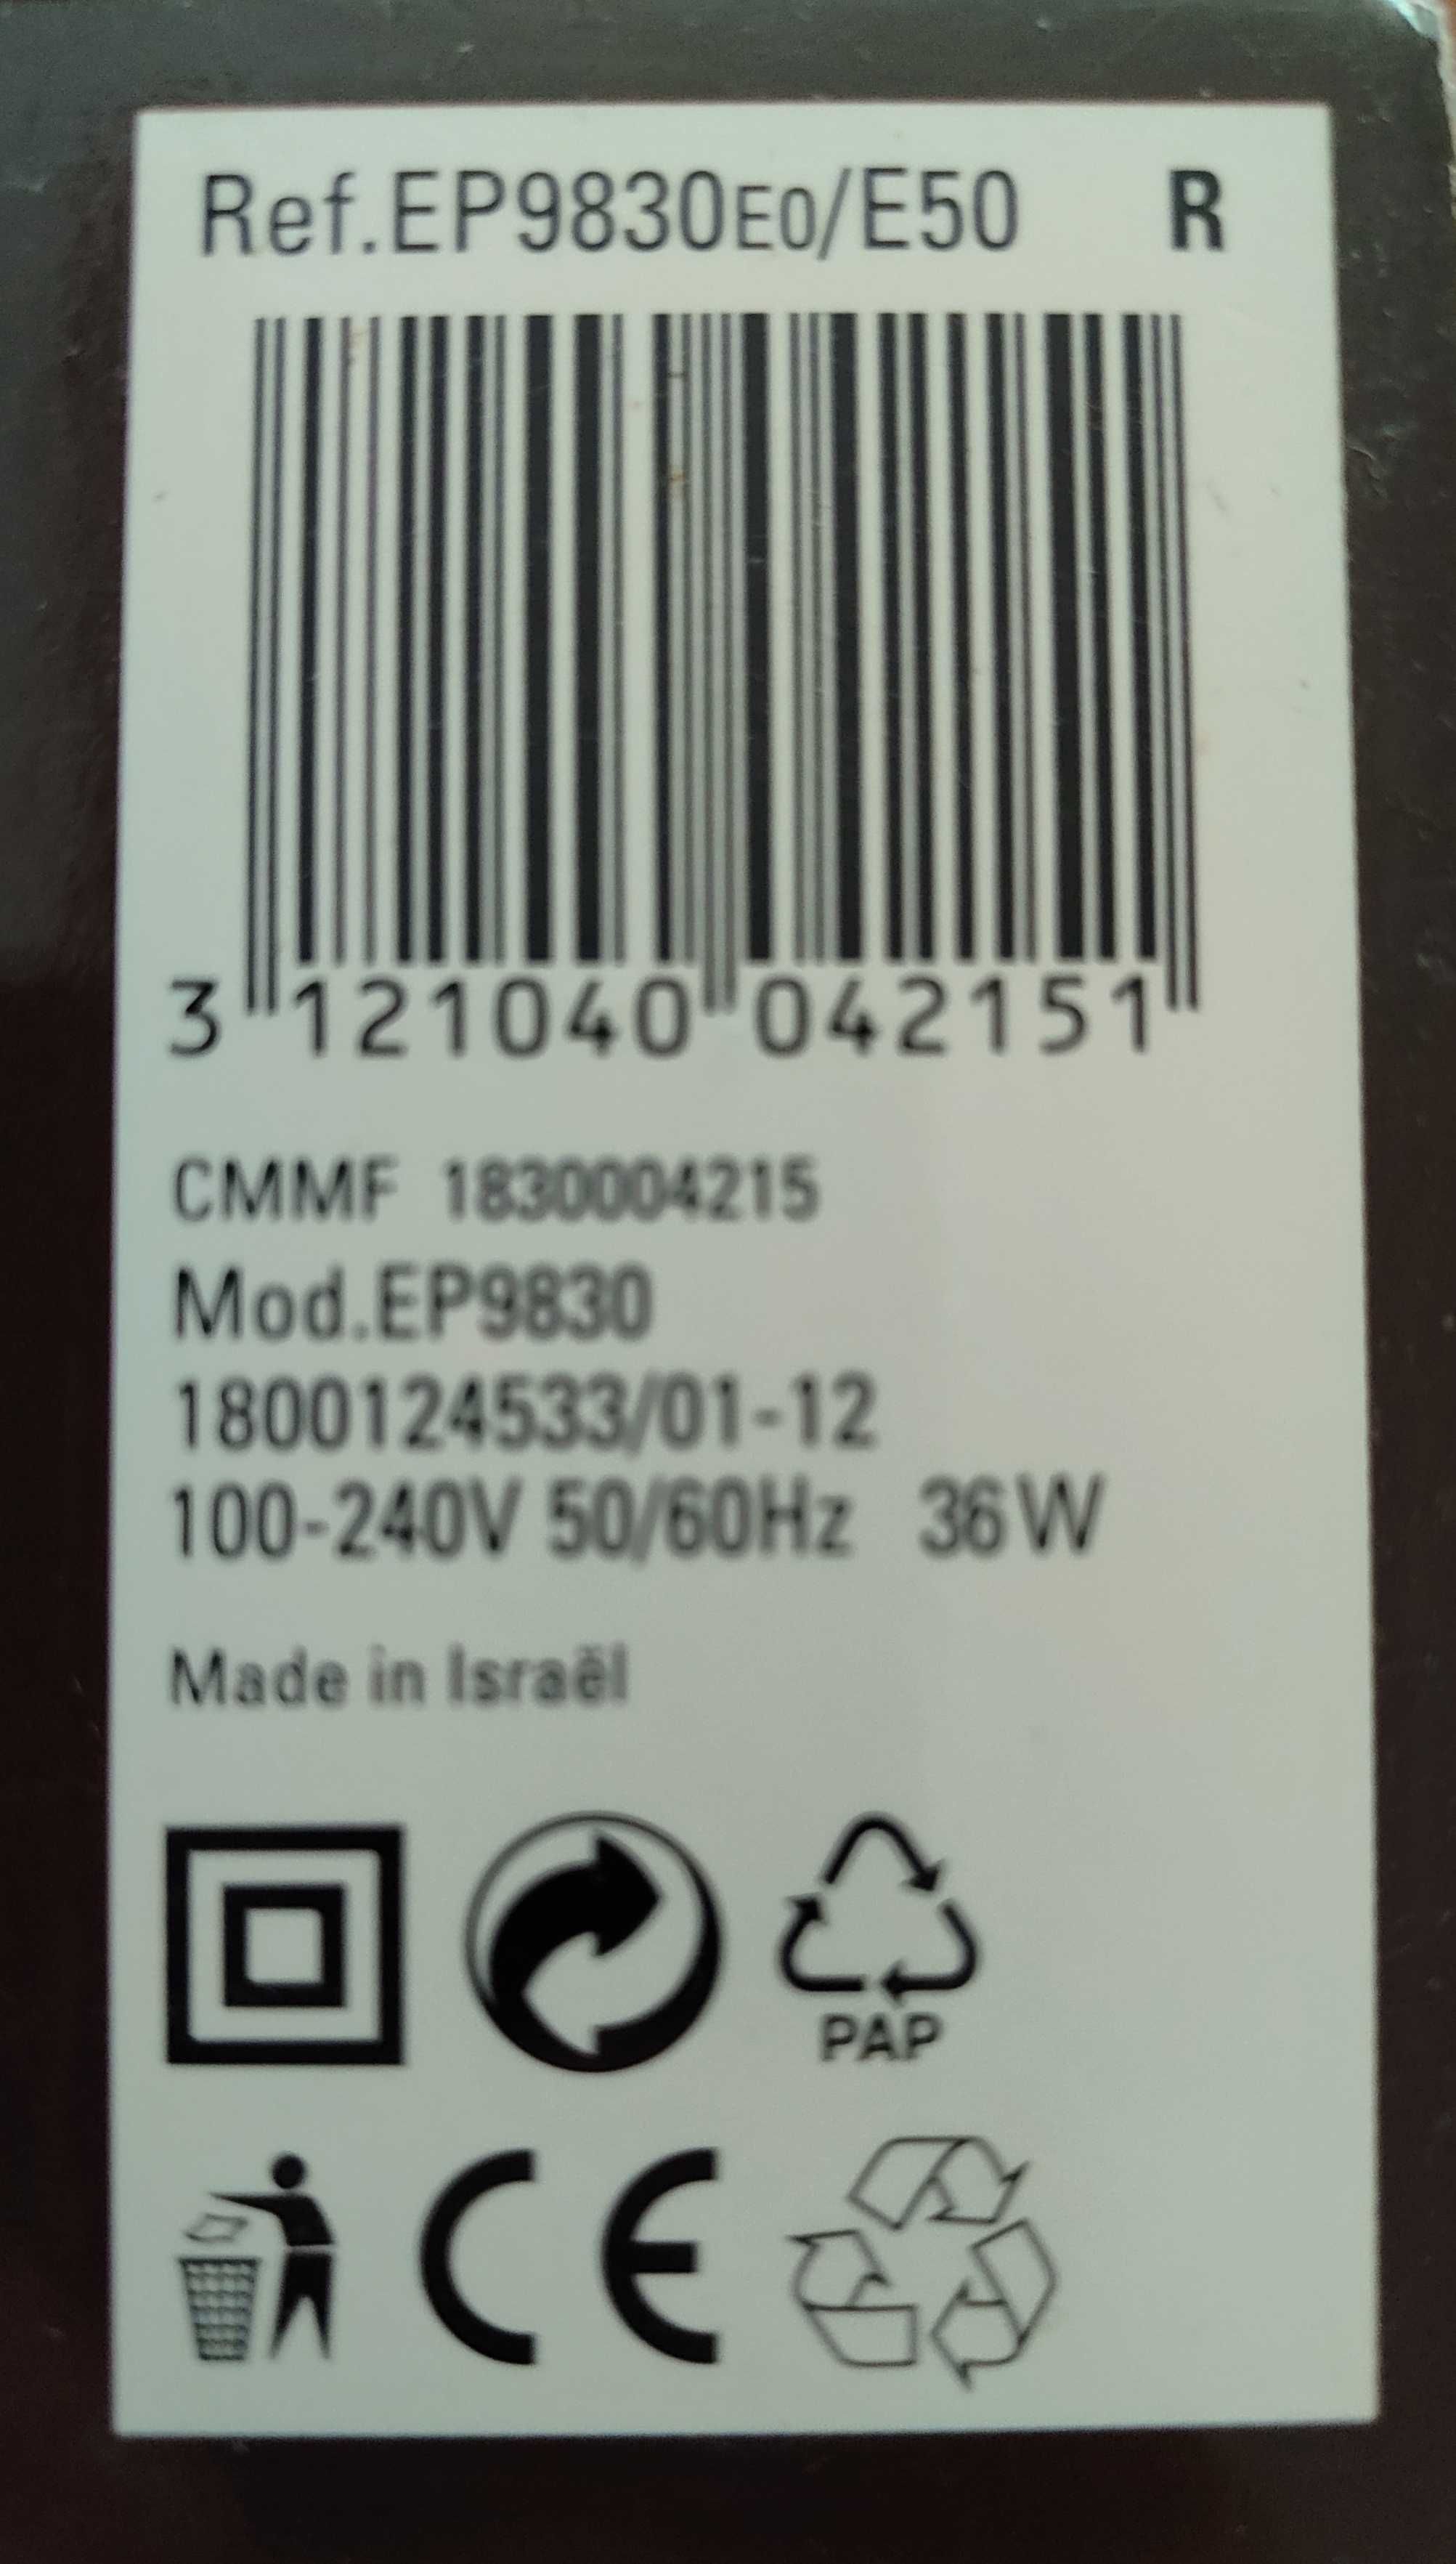 Ref.EP9830E0/E50 R
3 121040 042151
CMMF 1830004215
Mod.EP9830
1800124533/01-12
100-240V 50/60Hz 36W
Made in Israël
PAP
CE